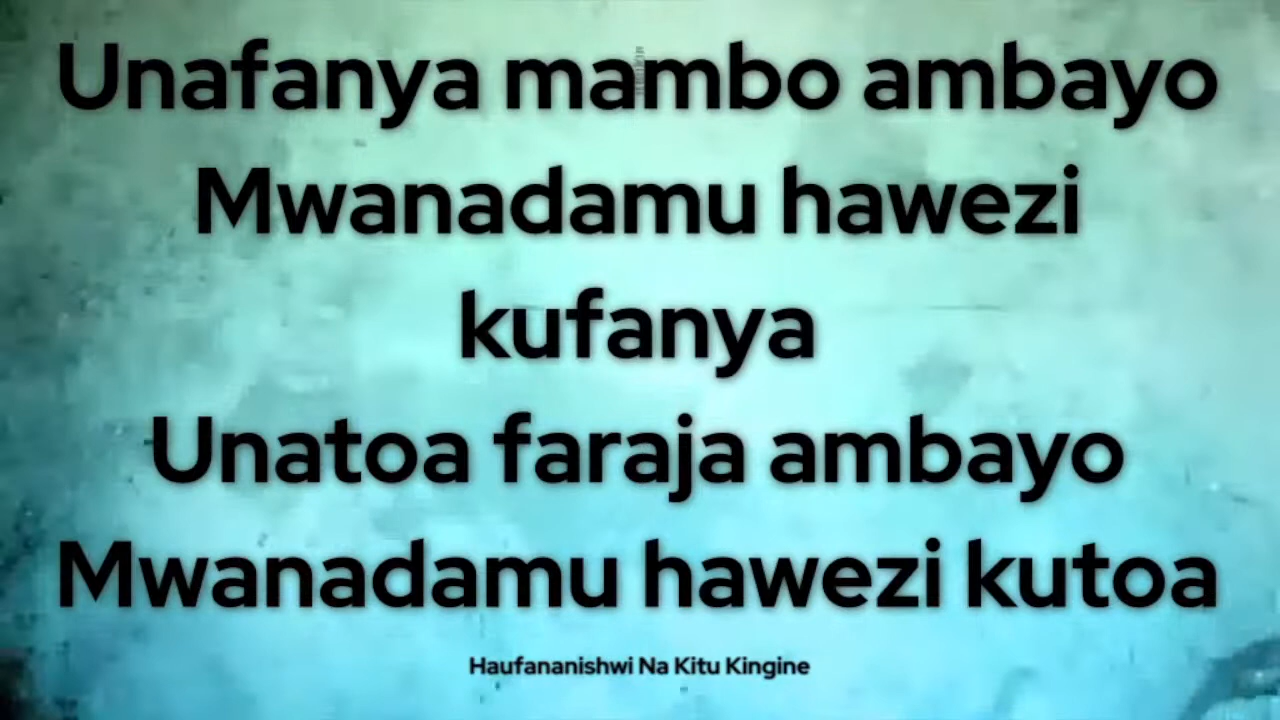 Unafanya mambo ambayo
Mwanadamu hawezi
kufanya
Unatoa faraja ambayo
Mwanadamu hawezi kutoa
Haufananishwi Na Kitu Kingine